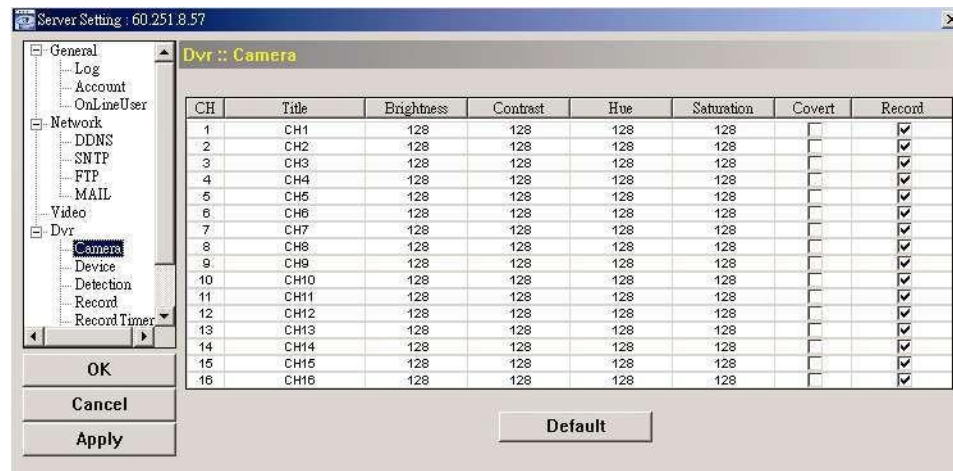 Server Setting : 60.251.8.57
General
Log
Account
OnLineUser
Network
DDNS
SNTP
FTP
MAIL
Video
Dvr
Camera
Device
Detection
Record
Record Timer
OK
Cancel
Apply
Dvr :: Camera
CH Title Brightness Contrast Hue Saturation Covert Record
1 CH1 128 128 128 128
2 CH2 128 128 128 128
3 CH3 128 128 128 128
4 CH4 128 128 128 128
5 CH5 128 128 128 128
6 CH6 128 128 128 128
7 CH7 128 128 128 128
8 CH8 128 128 128 128
9 CH9 128 128 128 128
10 CH10 128 128 128 128
11 CH11 128 128 128 128
12 CH12 128 128 128 128
13 CH13 128 128 128 128
14 CH14 128 128 128 128
15 CH15 128 128 128 128
16 CH16 128 128 128 128
Default